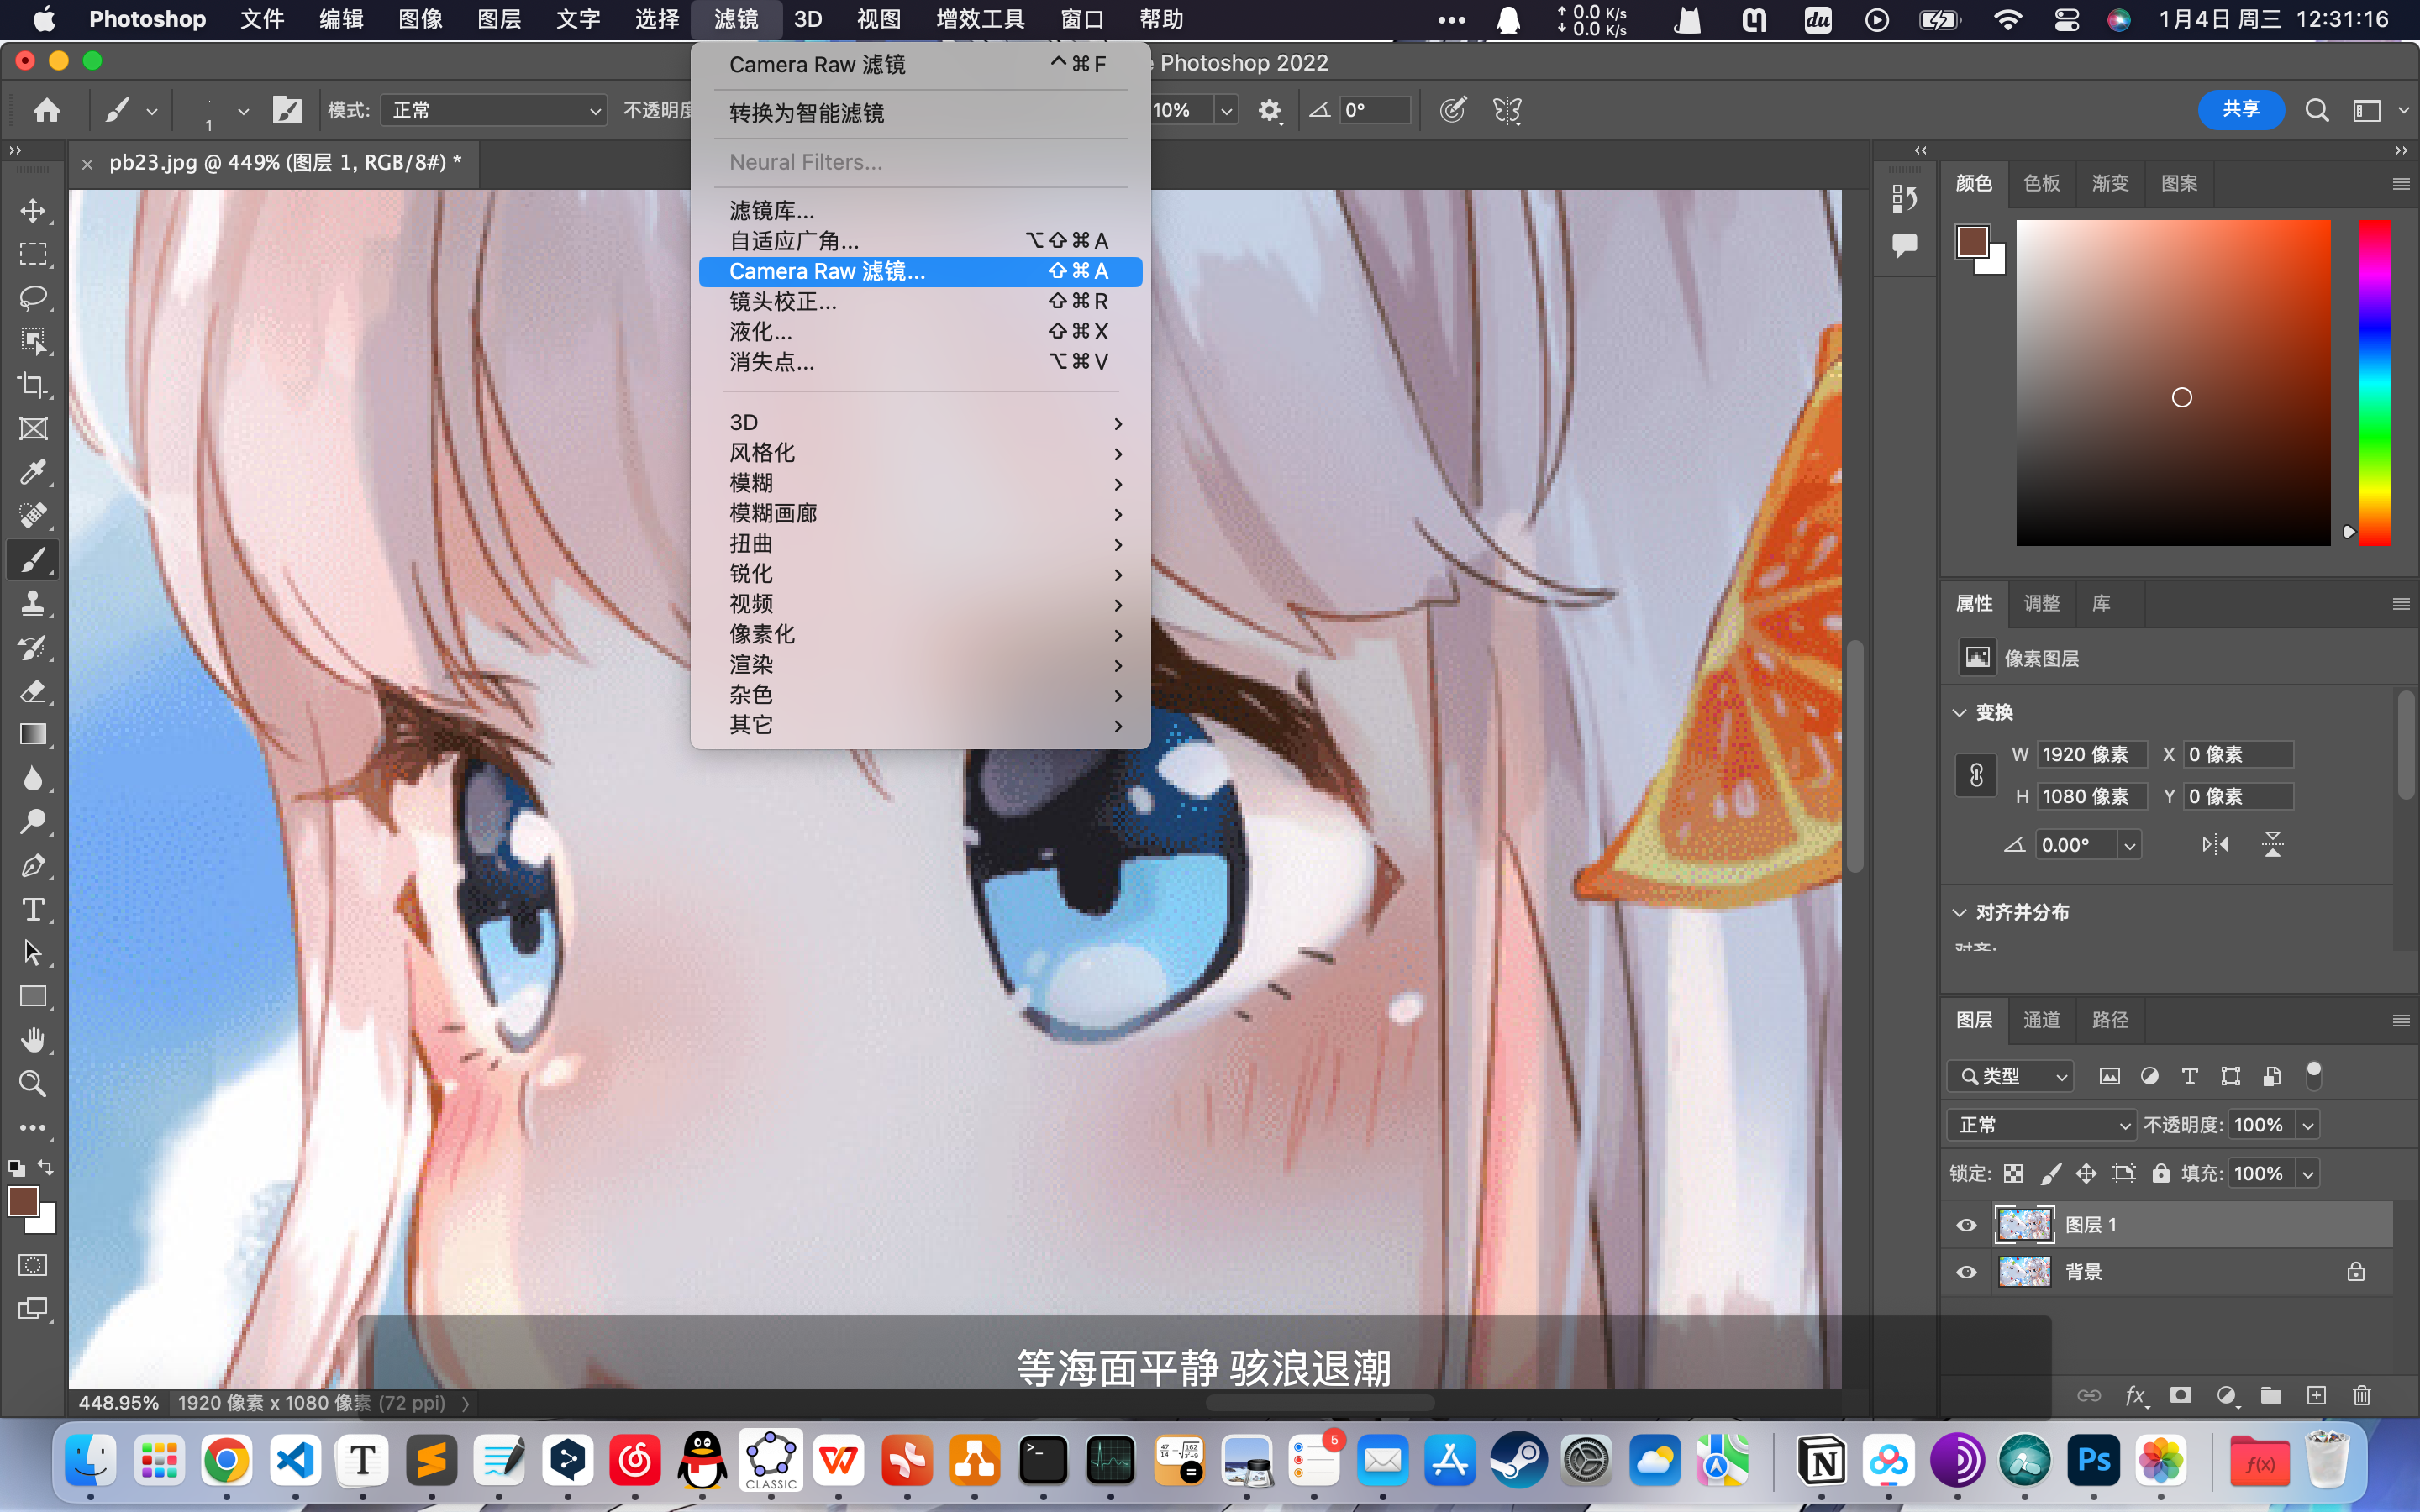 Photoshop 文件 编辑 图像 图层 文字 选择 滤镜 3D 视图 增效工具 窗口 帮助 0.0 K/s 0.0 K/s 1月4日 周三 12:31:16
Photoshop 2022
1 模式: 正常 不透明度 10% 0° 共享
pb23.jpg @ 449% (图层 1, RGB/8#) *
Camera Raw 滤镜 ^⌘F
转换为智能滤镜
Neural Filters...
滤镜库...
自适应广角... ⌥⇧⌘A
Camera Raw 滤镜... ⇧⌘A
镜头校正... ⇧⌘R
液化... ⇧⌘X
消失点... ⌥⌘V
3D
风格化
模糊
模糊画廊
扭曲
锐化
视频
像素化
渲染
杂色
其它
颜色 色板 渐变 图案
属性 调整 库
像素图层
变换
W 1920 像素 X 0 像素
H 1080 像素 Y 0 像素
0.00°
对齐并分布
对齐:
图层 通道 路径
类型
正常 不透明度: 100%
锁定: 填充: 100%
图层 1
背景
fx
等海面平静 骇浪退潮
448.95% 1920 像素 x 1080 像素 (72 ppi)
CLASSIC
5
Ps
f(x)